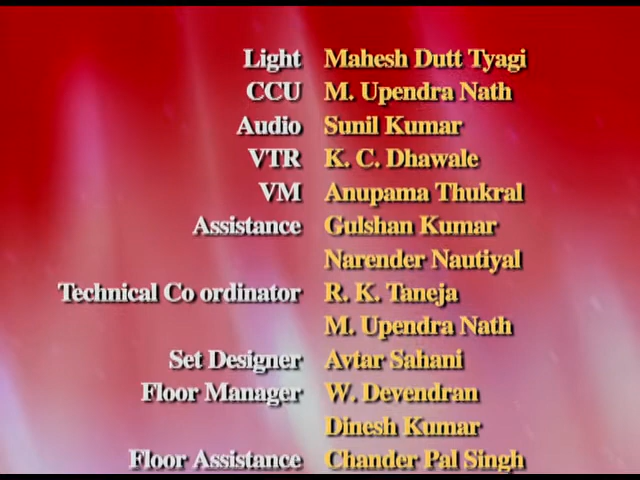 Light Mahesh Dutt Tyagi
CCU M. Upendra Nath
Audio Sunil Kumar
VTR K. C. Dhawale
VM Anupama Thukral
Assistance Gulshan Kumar
Narender Nautiyal
Technical Co ordinator R. K. Taneja
M. Upendra Nath
Set Designer Avtar Sahani
Floor Manager W. Devendran
Dinesh Kumar
Floor Assistance Chander Pal Singh